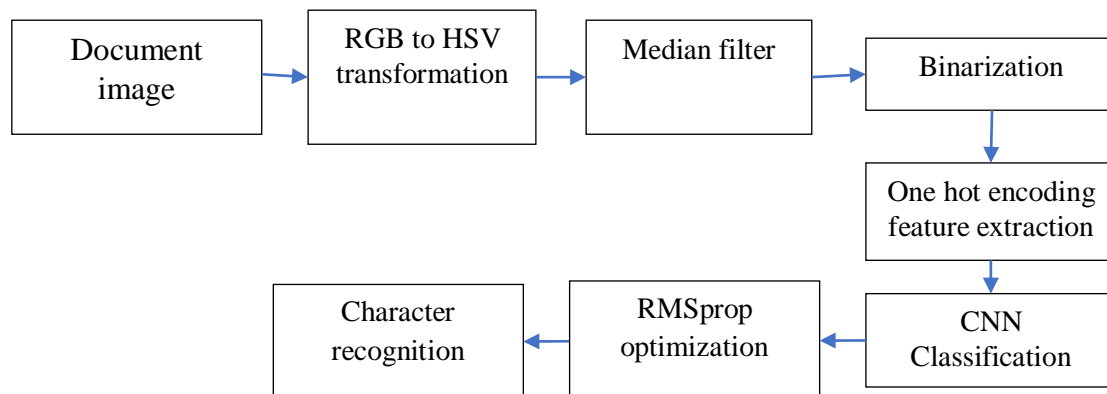 Document
image
RGB to HSV
transformation
Median filter
Binarization
One hot encoding
feature extraction
CNN
Classification
RMSprop
optimization
Character
recognition